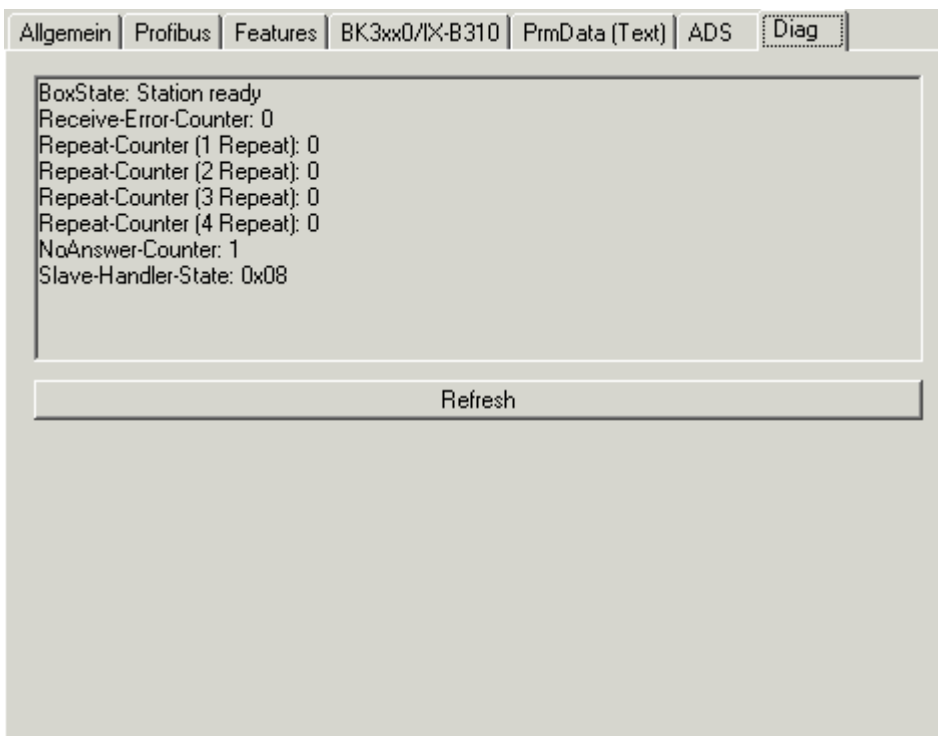 Allgemein Profibus Features BK3xx0/IX-B310 PrmData (Text) ADS Diag
BoxState: Station ready
Receive-Error-Counter: 0
Repeat-Counter (1 Repeat): 0
Repeat-Counter (2 Repeat): 0
Repeat-Counter (3 Repeat): 0
Repeat-Counter (4 Repeat): 0
NoAnswer-Counter: 1
Slave-Handler-State: 0x08
Refresh